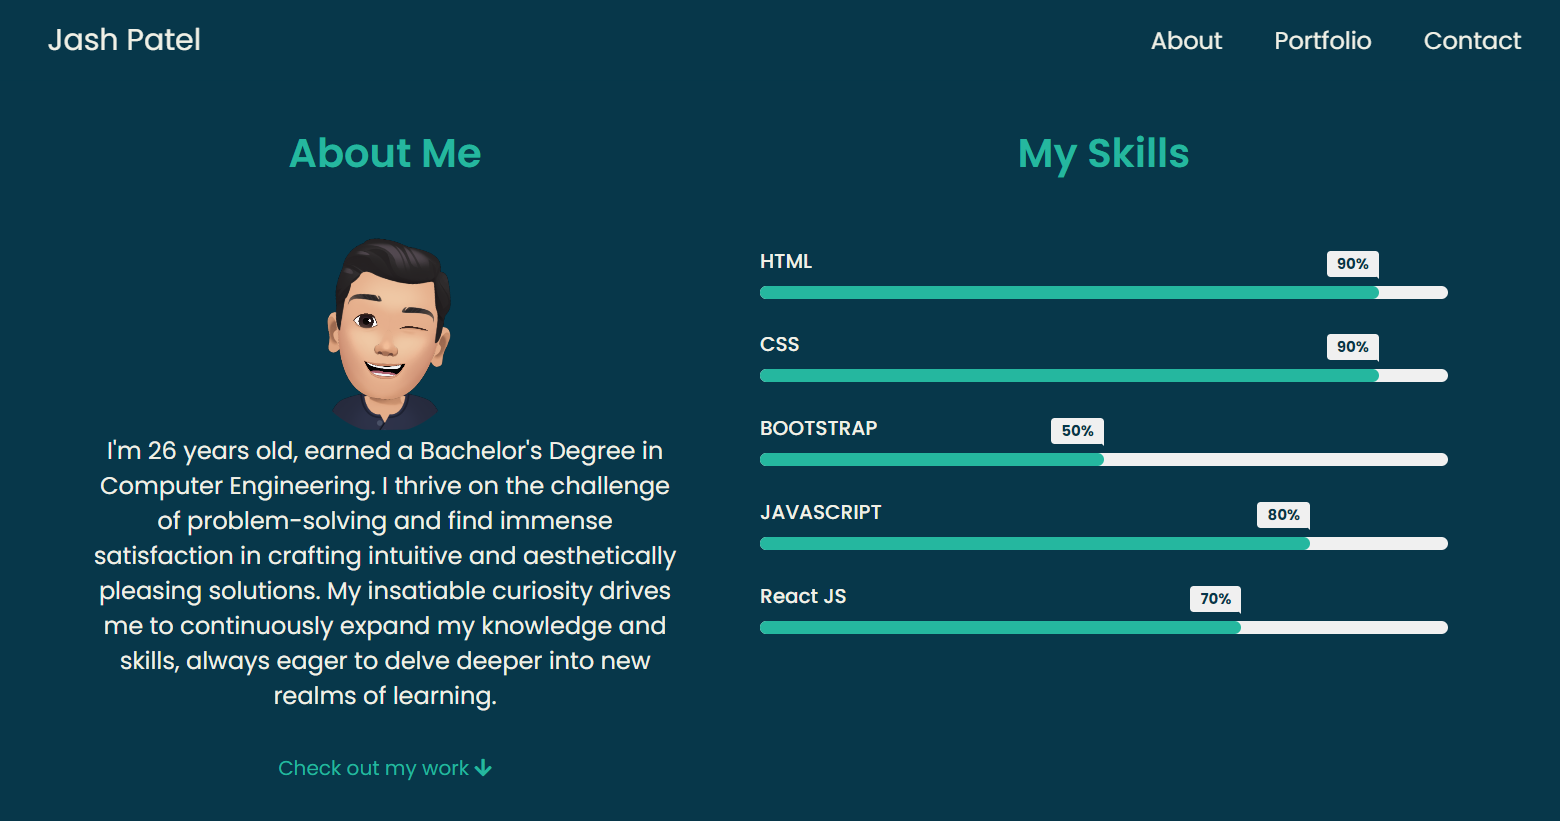 Jash Patel
About Portfolio Contact
About Me
I'm 26 years old, earned a Bachelor's Degree in
Computer Engineering. I thrive on the challenge
of problem-solving and find immense
satisfaction in crafting intuitive and aesthetically
pleasing solutions. My insatiable curiosity drives
me to continuously expand my knowledge and
skills, always eager to delve deeper into new
realms of learning.
Check out my work
My Skills
HTML 90%
CSS 90%
BOOTSTRAP 50%
JAVASCRIPT 80%
React JS 70%